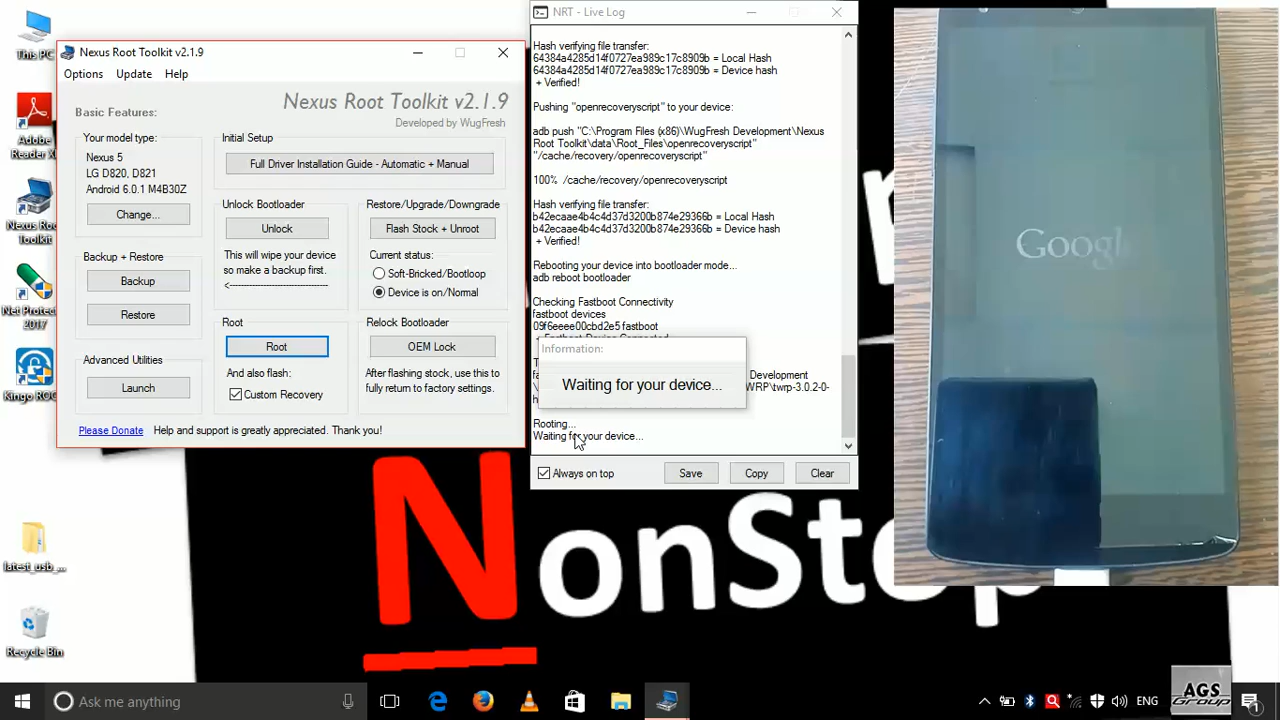 This PC
Adobe
Reader X
Nexus Root
Toolkit
Net Protec
2017
Kingo ROO
latest_usb_...
Recycle Bin
Nexus Root Toolkit v2.1.9
Options Update Help
Nexus Root Toolkit v2.1.9
Developed by WugFresh
Basic Features:
Your model type:
Nexus 5
LG D820, D821
Android 6.0.1 M4B30Z
Change...
Initial Setup
Full Driver Installation Guide - Automatic + Manual
Unlock Bootloader
Unlock
This will wipe your device
so make a backup first.
<----------------------------
Restore/Upgrade/Downgrade
Flash Stock + Unroot
Current status:
Soft-Bricked/Bootloop
Device is on/Normal
Backup + Restore
Backup
Restore
Root
Root
And also flash:
Custom Recovery
Relock Bootloader
OEM Lock
After flashing stock, use this to
fully return to factory settings.
Advanced Utilities
Launch
Please Donate Help and support is greatly appreciated. Thank you!
NRT - Live Log
Hash verifying file transfer:
64384a4285d14f0727ea989c17c8909b = Local Hash
64384a4285d14f0727ea989c17c8909b = Device hash
+ Verified!
Pushing "openrecoveryscript" to your device:
adb push "C:\Program Files (x86)\WugFresh Development\Nexus
Root Toolkit\data\Root_Files\openrecoveryscript"
"/cache/recovery/openrecoveryscript"
100% /cache/recovery/openrecoveryscript
Hash verifying file transfer:
b42ecaae4b4c4d37d3200b874e29366b = Local Hash
b42ecaae4b4c4d37d3200b874e29366b = Device hash
+ Verified!
Rebooting your device into bootloader mode...
adb reboot bootloader
Checking Fastboot Connectivity
fastboot devices
09f6eeee00cbd2e5 fastboot
Information:
Waiting for your device...
Development
WRP\twrp-3.0.2-0-
Rooting...
Waiting for your device...
Always on top
Save Copy Clear
Google
NonStop
Ask me anything
ENG
AGS
Group
1